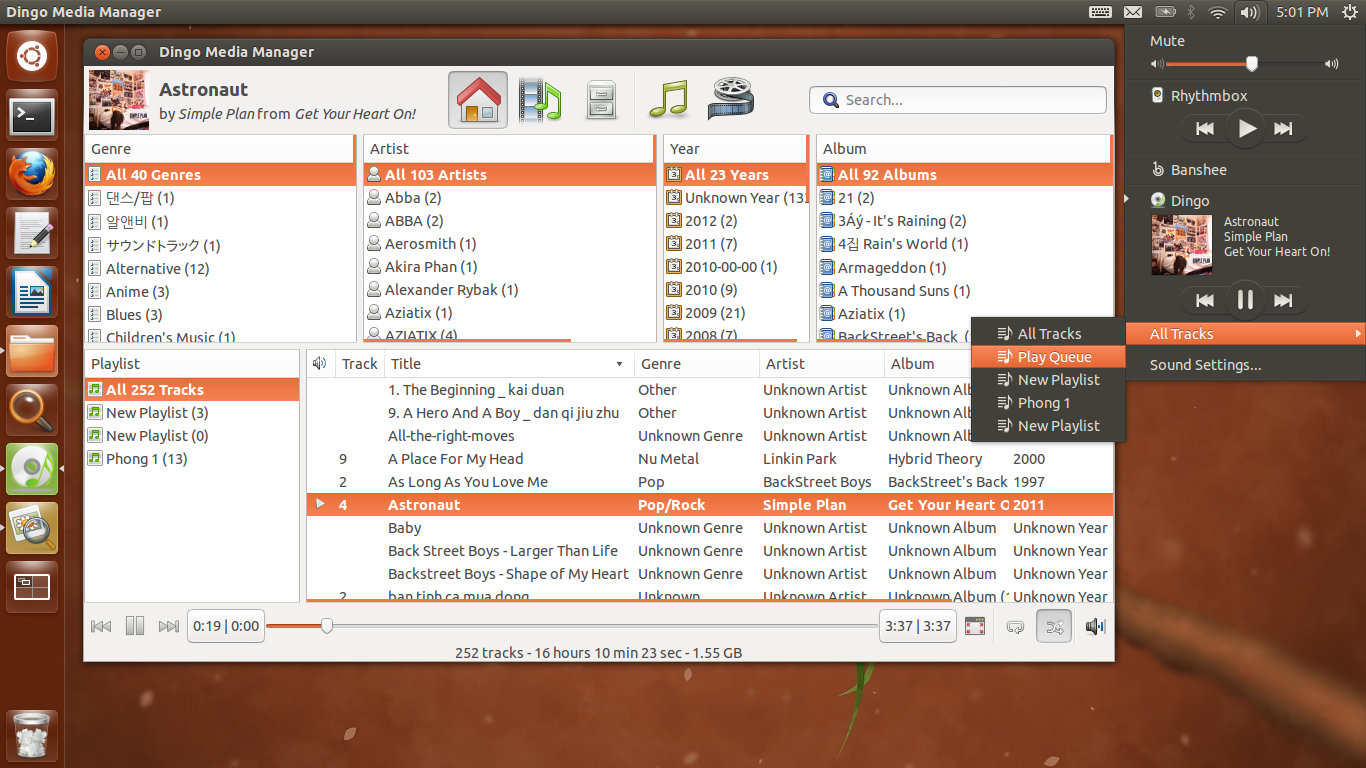 Dingo Media Manager
5:01 PM
Dingo Media Manager
Astronaut
by Simple Plan from Get Your Heart On!
Search...
Genre
All 40 Genres
댄스/팝 (1)
알앤비 (1)
サウンドトラック (1)
Alternative (12)
Anime (3)
Blues (3)
Children's Music (1)
Artist
All 103 Artists
Abba (2)
ABBA (2)
Aerosmith (1)
Akira Phan (1)
Alexander Rybak (1)
Aziatix (1)
AZIATIX (4)
Year
All 23 Years
Unknown Year (13
2012 (2)
2011 (7)
2010-00-00 (1)
2010 (9)
2009 (21)
2008 (7)
Album
All 92 Albums
21 (2)
3Áý - It's Raining (2)
4집 Rain's World (1)
Armageddon (1)
A Thousand Suns (1)
Aziatix (1)
BackStreet's Back (1)
Mute
Rhythmbox
Banshee
Dingo
Astronaut
Simple Plan
Get Your Heart On!
All Tracks
Sound Settings...
All Tracks
Play Queue
New Playlist
Phong 1
New Playlist
Playlist
All 252 Tracks
New Playlist (3)
New Playlist (0)
Phong 1 (13)
Track Title Genre Artist Album
1. The Beginning _ kai duan Other Unknown Artist Unknown Alb
9. A Hero And A Boy _ dan qi jiu zhu Other Unknown Artist Unknown Alb
All-the-right-moves Unknown Genre Unknown Artist Unknown Alb
9 A Place For My Head Nu Metal Linkin Park Hybrid Theory 2000
2 As Long As You Love Me Pop BackStreet Boys BackStreet's Back 1997
4 Astronaut Pop/Rock Simple Plan Get Your Heart O 2011
Baby Unknown Genre Unknown Artist Unknown Album Unknown Year
Back Street Boys - Larger Than Life Unknown Genre Unknown Artist Unknown Album Unknown Year
Backstreet Boys - Shape of My Heart Unknown Genre Unknown Artist Unknown Album Unknown Year
2 ban tinh ca mua dong Unknown Unknown Artist Unknown Album (1 Unknown Year
0:19 | 0:00
3:37 | 3:37
252 tracks - 16 hours 10 min 23 sec - 1.55 GB